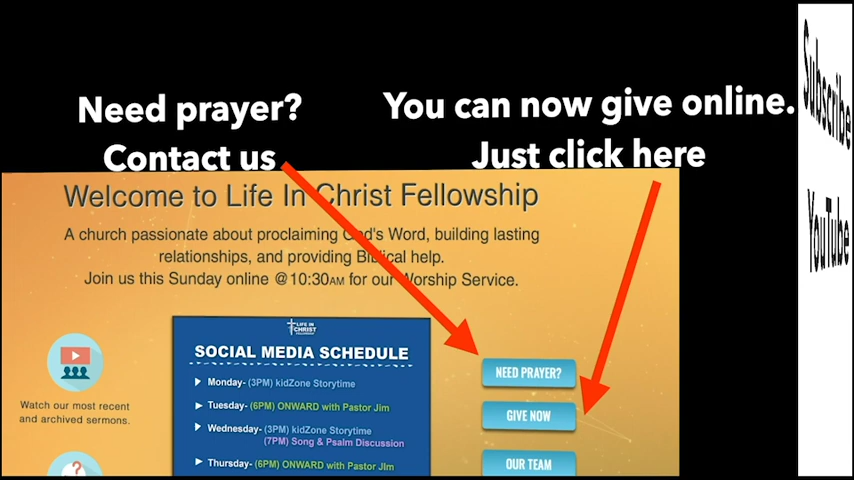 Need prayer?
Contact us
You can now give online.
Just click here
Subscribe
YouTube
Welcome to Life In Christ Fellowship
A church passionate about proclaiming God's Word, building lasting
relationships, and providing Biblical help.
Join us this Sunday online @10:30AM for our Worship Service.
Watch our most recent
and archived sermons.
LIFE IN
CHRIST
FELLOWSHIP
SOCIAL MEDIA SCHEDULE
Monday- (3PM) kidZone Storytime
Tuesday- (6PM) ONWARD with Pastor Jim
Wednesday- (3PM) kidZone Storytime
(7PM) Song & Psalm Discussion
Thursday- (6PM) ONWARD with Pastor Jim
NEED PRAYER?
GIVE NOW
OUR TEAM